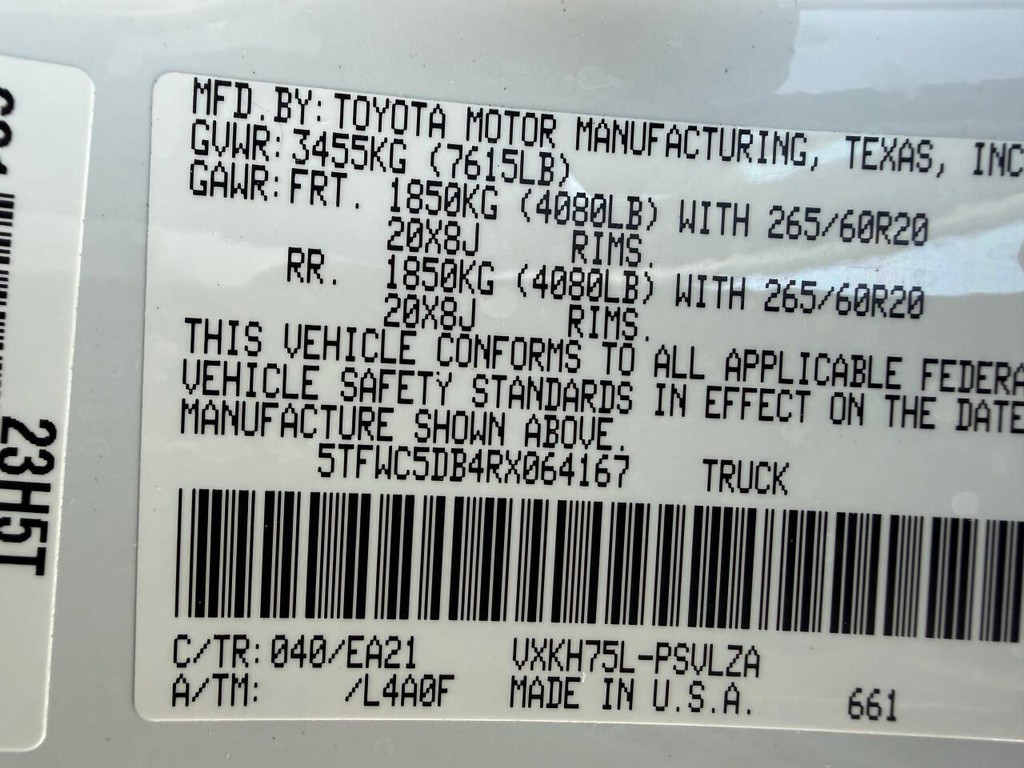 MFD.BY: TOYOTA MOTOR MANUFACTURING, TEXAS, INC
GVWR: 3455KG (7615LB)
GAWR: FRT. 1850KG (4080LB) WITH 265/60R20
20X8J RIMS.
RR. 1850KG (4080LB) WITH 265/60R20
20X8J RIMS.
THIS VEHICLE CONFORMS TO ALL APPLICABLE FEDERA
VEHICLE SAFETY STANDARDS IN EFFECT ON THE DATE
MANUFACTURE SHOWN ABOVE.
5TFWC5DB4RX064167 TRUCK
C/TR: 040/EA21 VXKH75L-PSVLZA
A/TM: /L4A0F MADE IN U.S.A. 661
23H5T